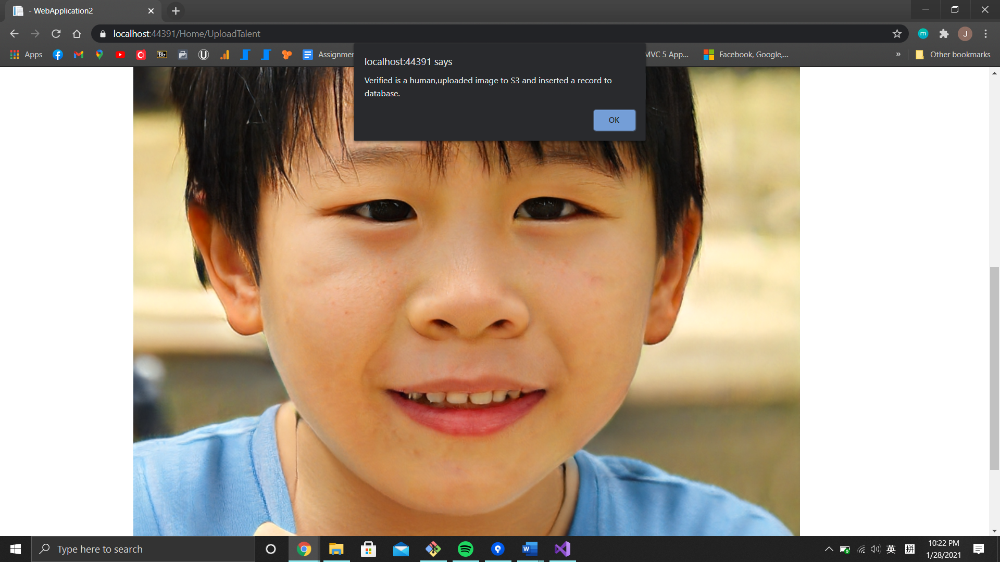 - WebApplication2
localhost:44391/Home/UploadTalent
m
J
Apps
Bb
Assignmen
MVC 5 App...
Facebook, Google,...
»
Other bookmarks
localhost:44391 says
Verified is a human,uploaded image to S3 and inserted a record to
database.
OK
Type here to search
W
英
拼
10:22 PM
1/28/2021